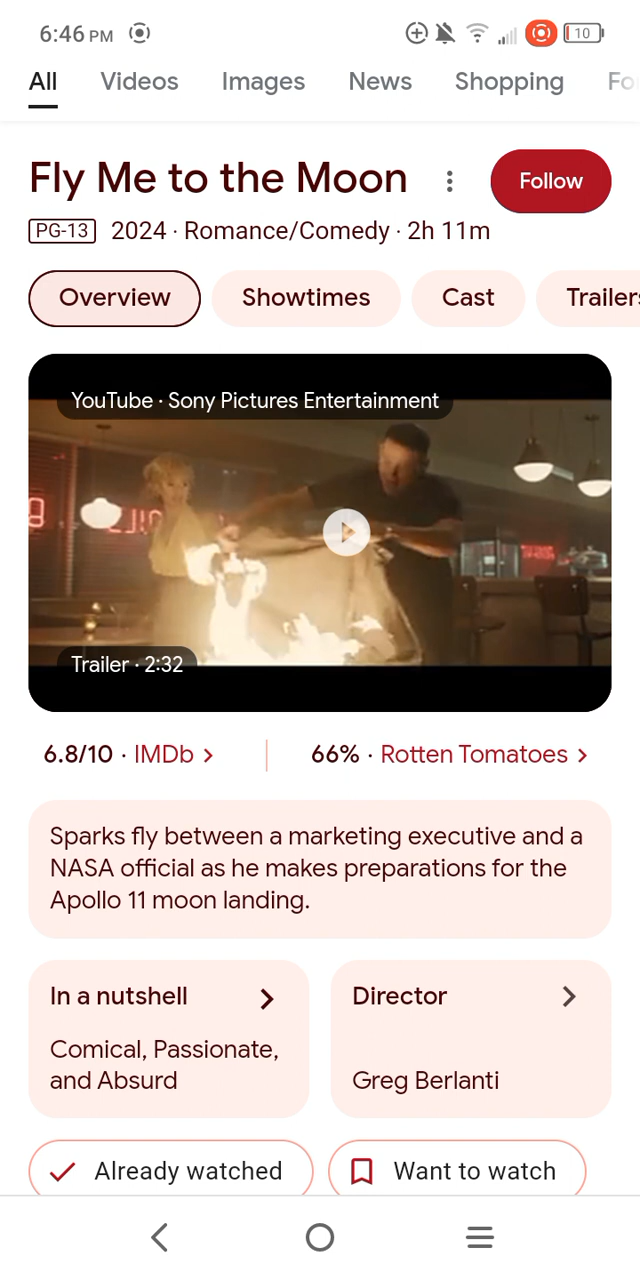 6:46 PM
10
All Videos Images News Shopping
Fly Me to the Moon
Follow
PG-13 2024 · Romance/Comedy · 2h 11m
Overview Showtimes Cast Trailers
YouTube · Sony Pictures Entertainment
Trailer · 2:32
6.8/10 · IMDb
66% · Rotten Tomatoes
Sparks fly between a marketing executive and a
NASA official as he makes preparations for the
Apollo 11 moon landing.
In a nutshell
Comical, Passionate,
and Absurd
Director
Greg Berlanti
Already watched
Want to watch